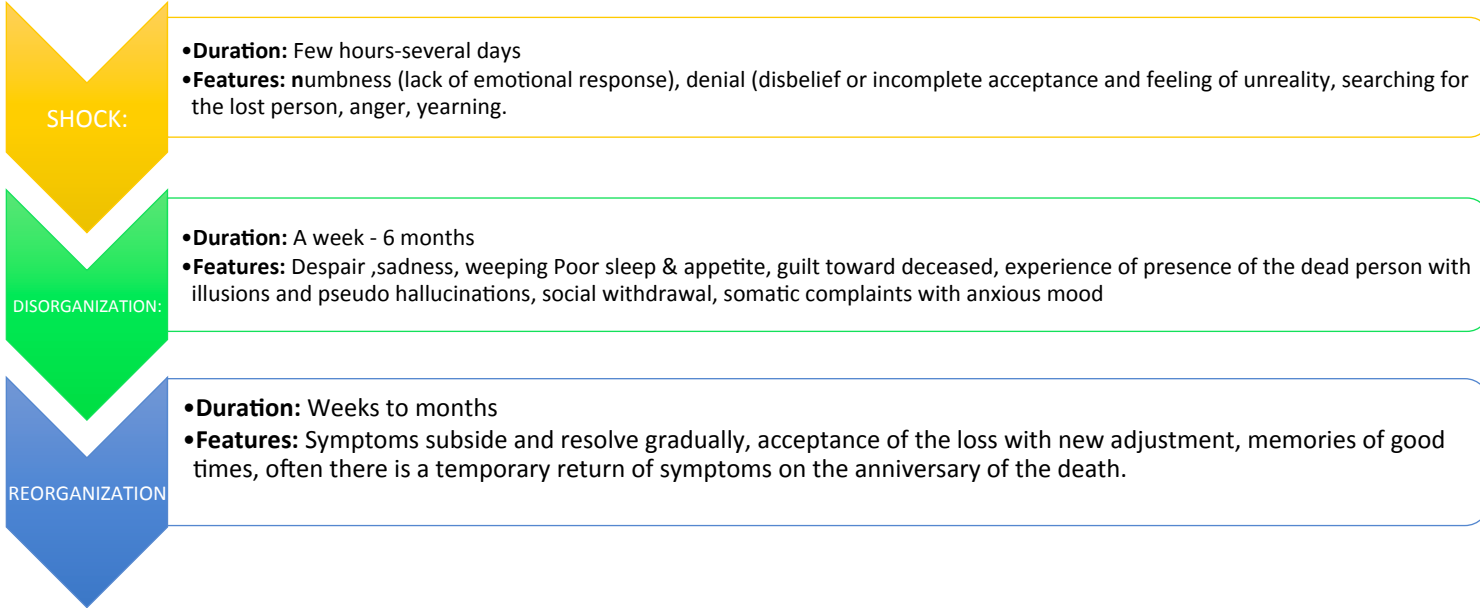 SHOCK:
•Duration: Few hours-several days
•Features: numbness (lack of emotional response), denial (disbelief or incomplete acceptance and feeling of unreality, searching for
the lost person, anger, yearning.
DISORGANIZATION:
•Duration: A week - 6 months
•Features: Despair ,sadness, weeping Poor sleep & appetite, guilt toward deceased, experience of presence of the dead person with
illusions and pseudo hallucinations, social withdrawal, somatic complaints with anxious mood
REORGANIZATION
•Duration: Weeks to months
•Features: Symptoms subside and resolve gradually, acceptance of the loss with new adjustment, memories of good
times, often there is a temporary return of symptoms on the anniversary of the death.